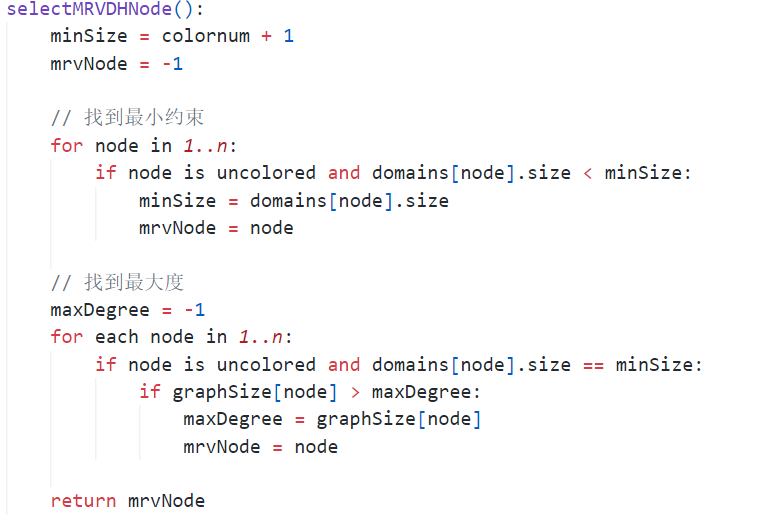 selectMRVDHNode():
minSize = colornum + 1
mrvNode = -1
// 找到最小约束
for node in 1..n:
if node is uncolored and domains[node].size < minSize:
minSize = domains[node].size
mrvNode = node
// 找到最大度
maxDegree = -1
for each node in 1..n:
if node is uncolored and domains[node].size == minSize:
if graphSize[node] > maxDegree:
maxDegree = graphSize[node]
mrvNode = node
return mrvNode